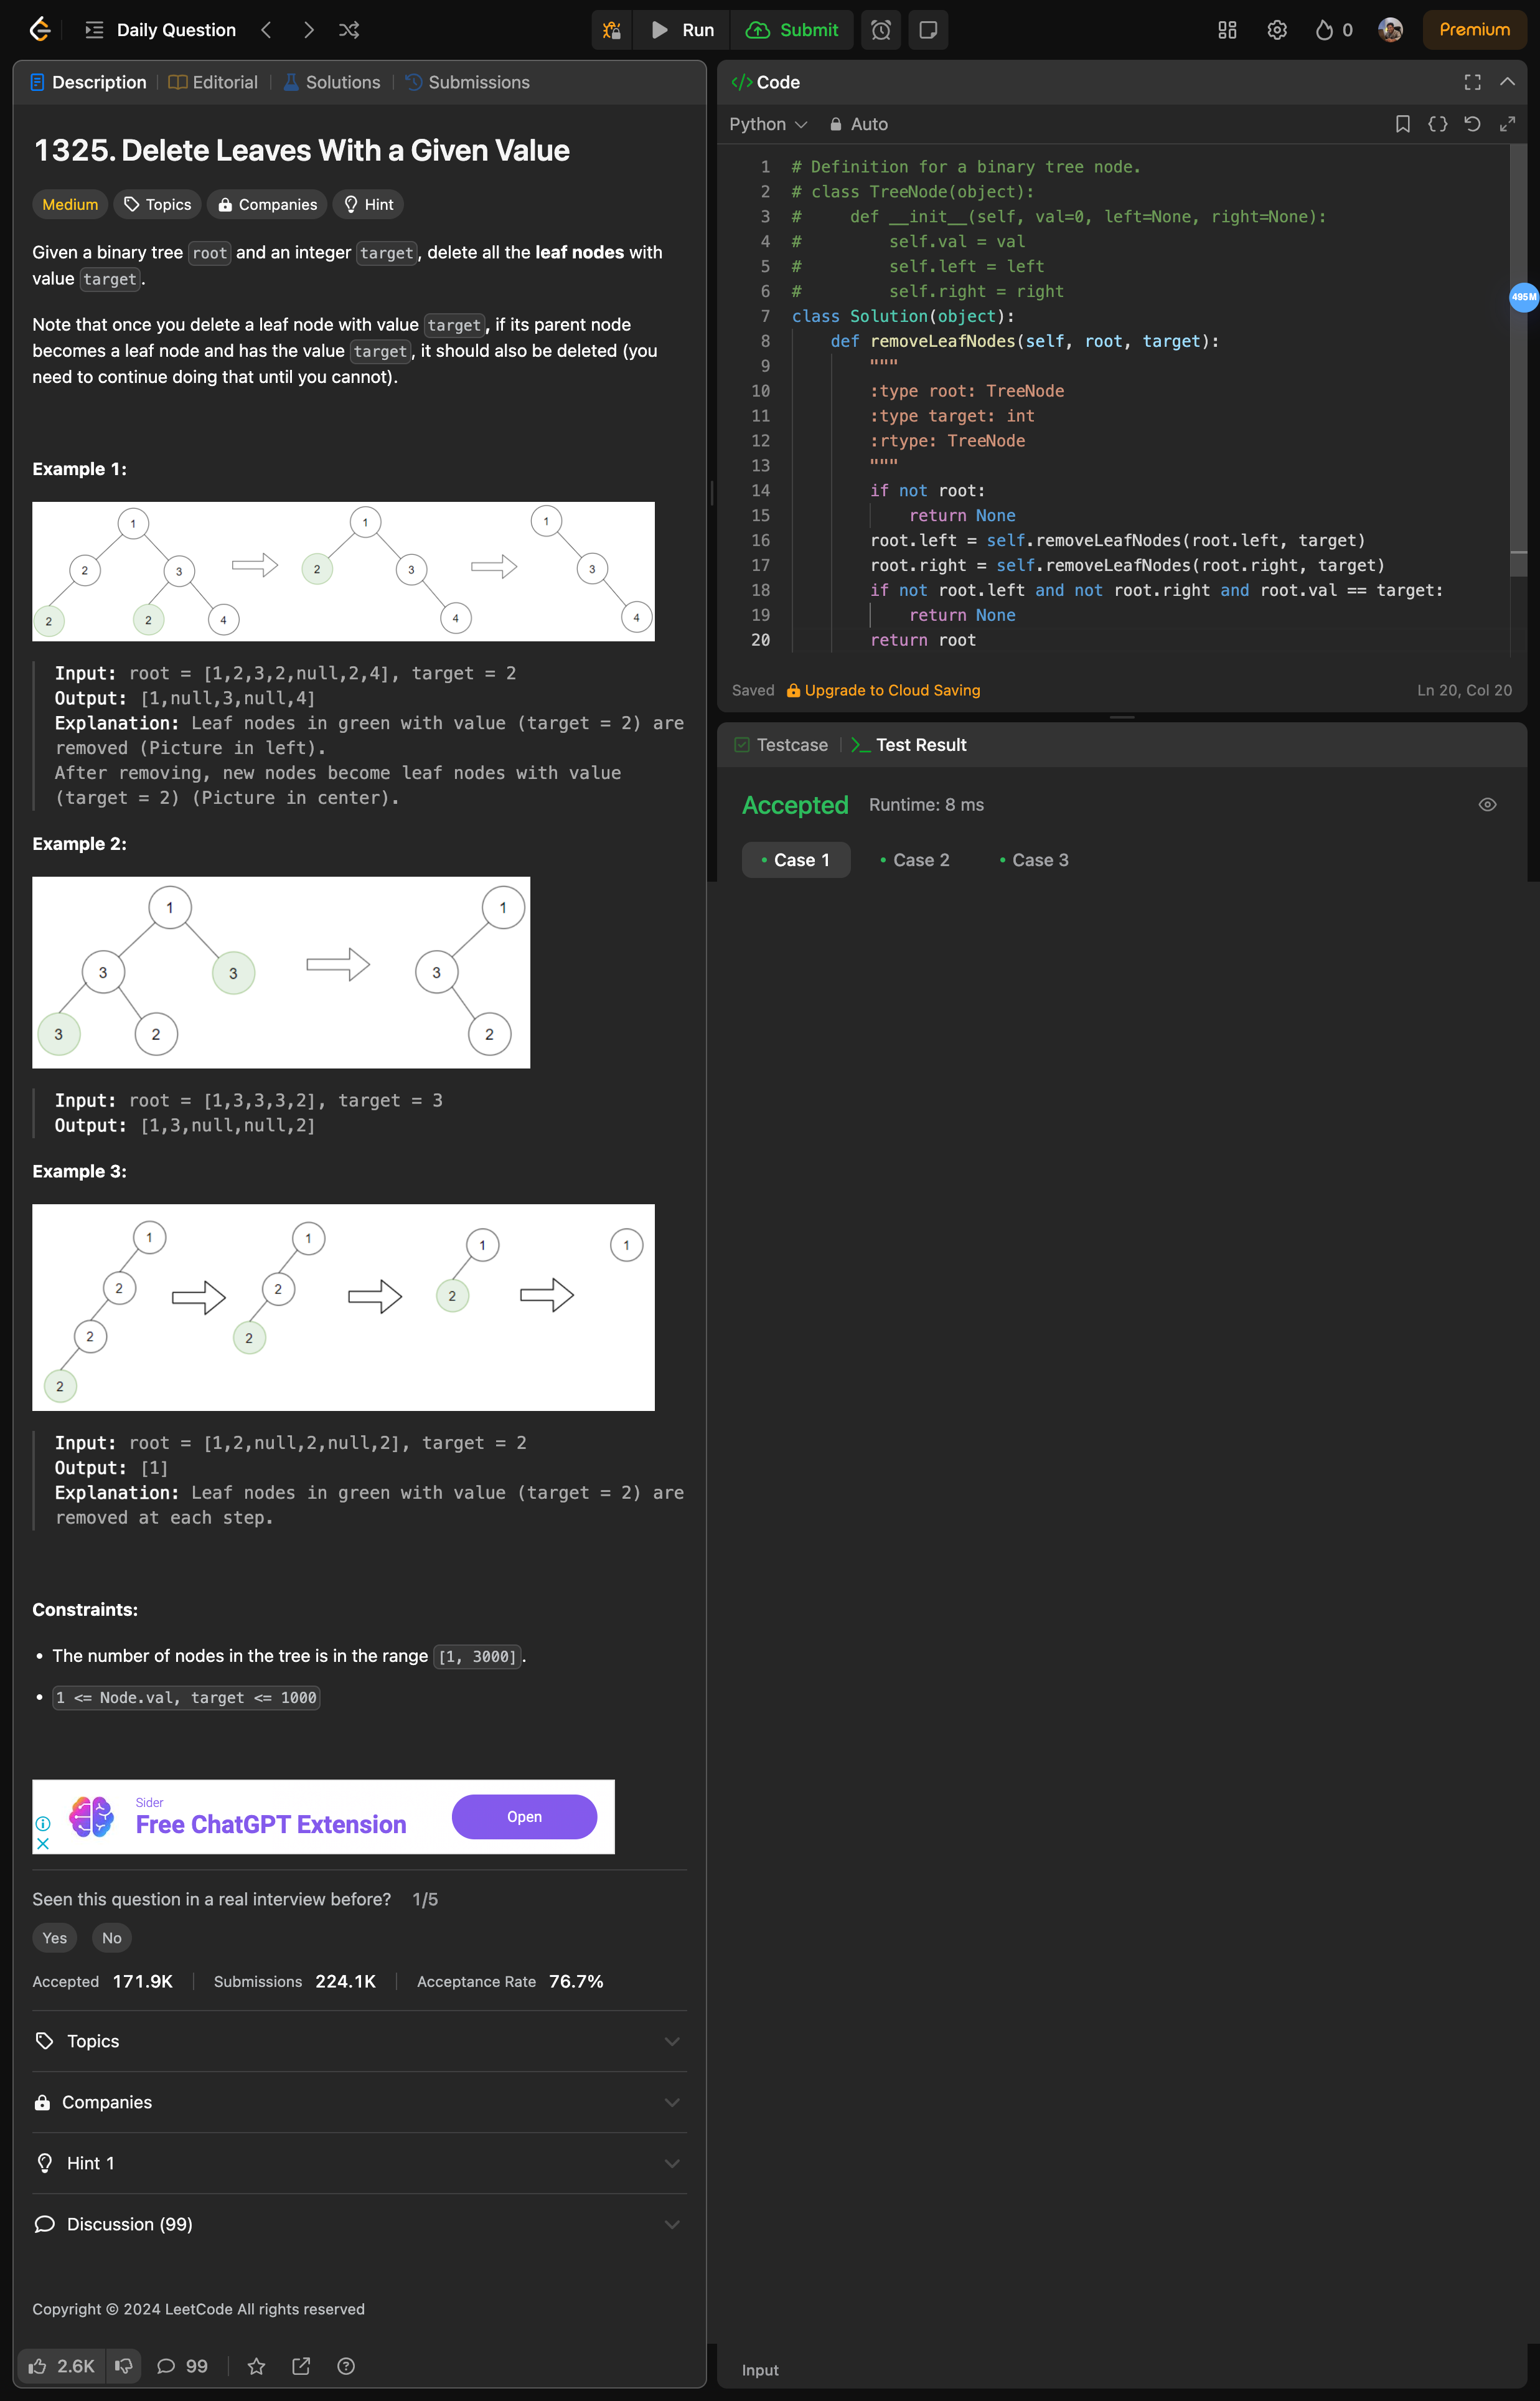 Daily Question
Run
Submit
0
Premium
Description
Editorial
Solutions
Submissions
1325. Delete Leaves With a Given Value
Medium
Topics
Companies
Hint
Given a binary tree root and an integer target, delete all the leaf nodes with
value target.
Note that once you delete a leaf node with value target, if its parent node
becomes a leaf node and has the value target, it should also be deleted (you
need to continue doing that until you cannot).
Example 1:
1
2 3
2 2 4
1
2 3
4
1
3
4
Input: root = [1,2,3,2,null,2,4], target = 2
Output: [1,null,3,null,4]
Explanation: Leaf nodes in green with value (target = 2) are
removed (Picture in left).
After removing, new nodes become leaf nodes with value
(target = 2) (Picture in center).
Example 2:
1
3 3
3 2
1
3
2
Input: root = [1,3,3,3,2], target = 3
Output: [1,3,null,null,2]
Example 3:
1
2
2
2
1
2
2
1
2
1
Input: root = [1,2,null,2,null,2], target = 2
Output: [1]
Explanation: Leaf nodes in green with value (target = 2) are
removed at each step.
Constraints:
• The number of nodes in the tree is in the range [1, 3000].
• 1 <= Node.val, target <= 1000
Sider
Free ChatGPT Extension
Open
Seen this question in a real interview before? 1/5
Yes
No
Accepted 171.9K
Submissions 224.1K
Acceptance Rate 76.7%
Topics
Companies
Hint 1
Discussion (99)
Copyright © 2024 LeetCode All rights reserved
2.6K
99
</> Code
Python
Auto
1 # Definition for a binary tree node.
2 # class TreeNode(object):
3 #     def __init__(self, val=0, left=None, right=None):
4 #         self.val = val
5 #         self.left = left
6 #         self.right = right
7 class Solution(object):
8     def removeLeafNodes(self, root, target):
9         """
10         :type root: TreeNode
11         :type target: int
12         :rtype: TreeNode
13         """
14         if not root:
15             return None
16         root.left = self.removeLeafNodes(root.left, target)
17         root.right = self.removeLeafNodes(root.right, target)
18         if not root.left and not root.right and root.val == target:
19             return None
20         return root
495M
Saved
Upgrade to Cloud Saving
Ln 20, Col 20
Testcase
Test Result
Accepted
Runtime: 8 ms
• Case 1
• Case 2
• Case 3
Input